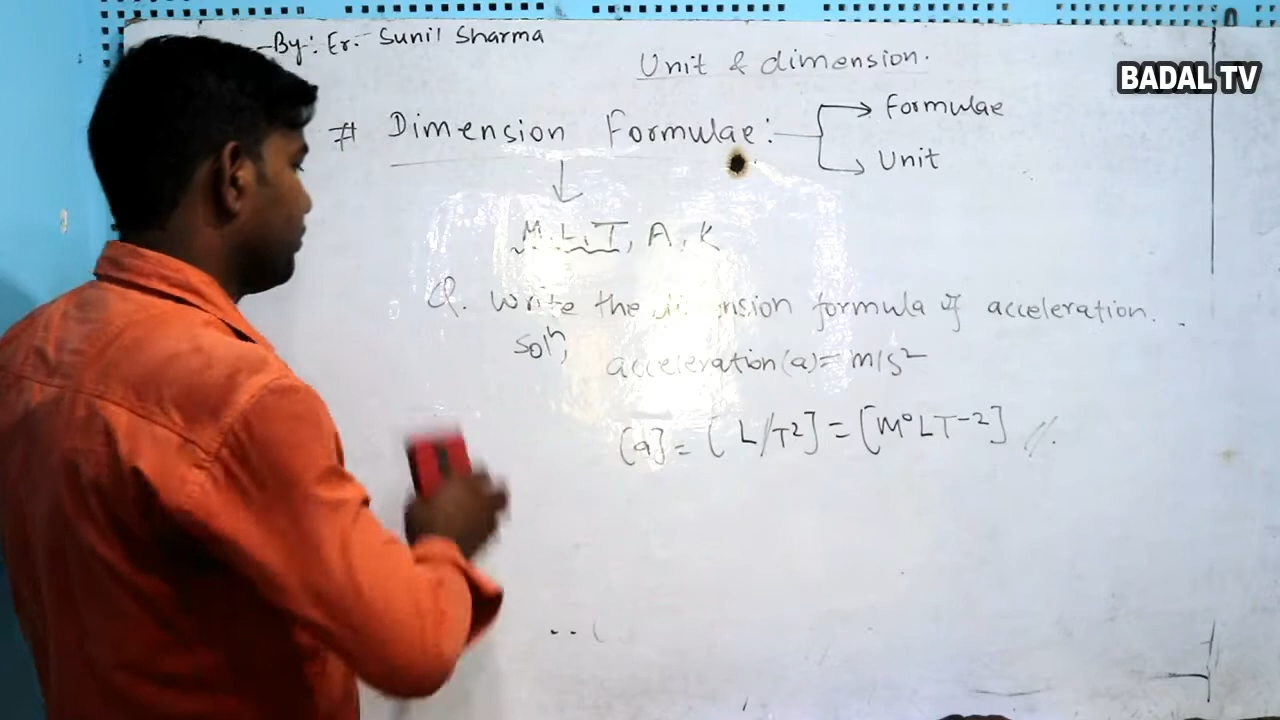 -By:- Er. Sunil Sharma
Unit & dimension.
BADAL TV
# Dimension Formulae:- → Formulae
→ Unit
M, L, T, A, K
Q. Write the dimension formula of acceleration.
Solⁿ,
acceleration(a)= m/s²
[a] = [L/T²] = [M⁰LT⁻²] //.